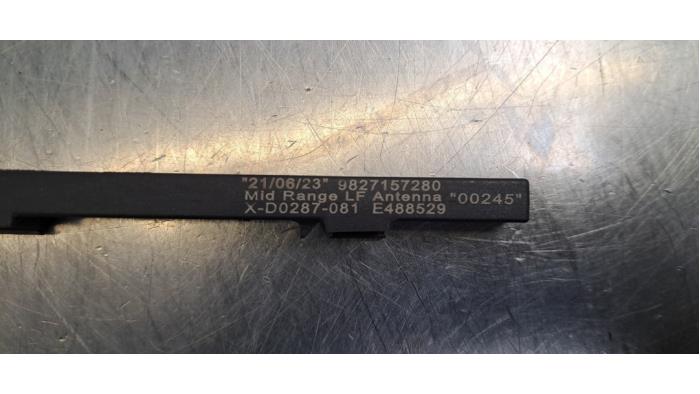 "21/06/23" 9827157280
Mid Range LF Antenna "00245"
X-D0287-081 E488529